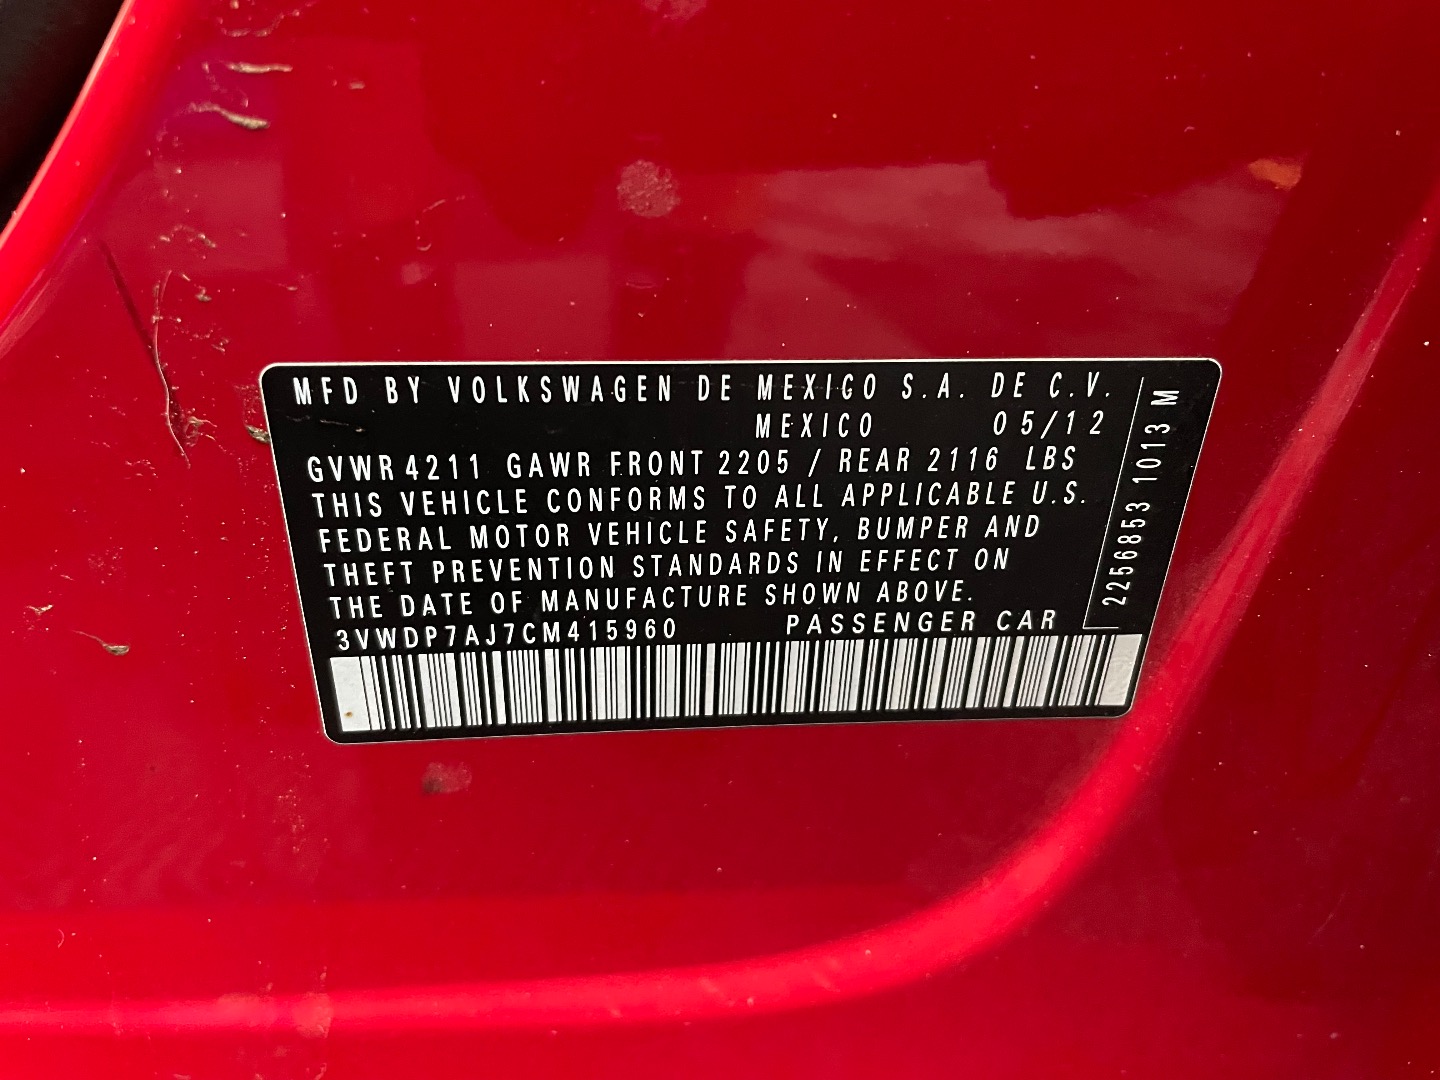 MFD BY VOLKSWAGEN DE MEXICO S.A. DE C.V.
MEXICO 05/12
GVWR 4211 GAWR FRONT 2205 / REAR 2116 LBS
THIS VEHICLE CONFORMS TO ALL APPLICABLE U.S.
FEDERAL MOTOR VEHICLE SAFETY, BUMPER AND
THEFT PREVENTION STANDARDS IN EFFECT ON
THE DATE OF MANUFACTURE SHOWN ABOVE.
3VWDP7AJ7CM415960 PASSENGER CAR
2256853 1013 M